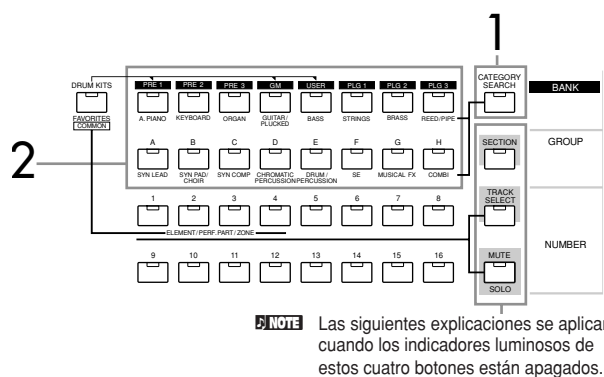 1
CATEGORY
SEARCH
BANK
DRUM KITS
PRE 1 PRE 2 PRE 3 GM USER PLG 1 PLG 2 PLG 3
A. PIANO KEYBOARD ORGAN GUITAR/ PLUCKED BASS STRINGS BRASS REED/PIPE
FAVORITES
COMMON
2
A B C D E F G H
SYN LEAD SYN PAD/ CHOIR SYN COMP CHROMATIC PERCUSSION DRUM / PERCUSSION SE MUSICAL FX COMBI
SECTION
GROUP
1 2 3 4 5 6 7 8
TRACK
SELECT
ELEMENT/PERF. PART/ZONE
NUMBER
9 10 11 12 13 14 15 16
MUTE
SOLO
NOTE Las siguientes explicaciones se aplican
cuando los indicadores luminosos de
estos cuatro botones están apagados.